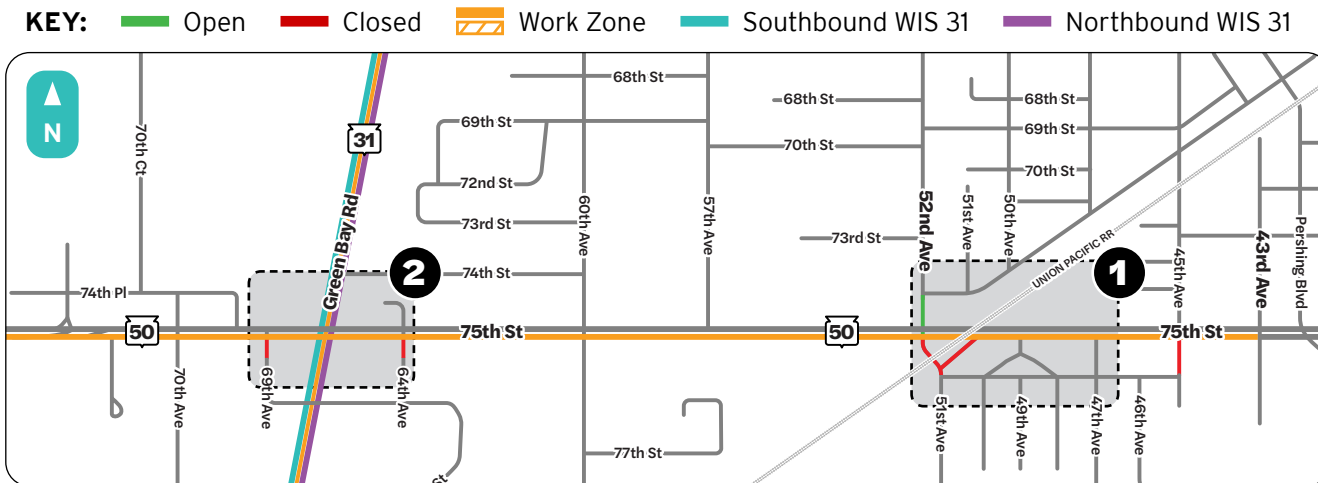 KEY: Open Closed Work Zone Southbound WIS 31 Northbound WIS 31
N
70th Ct
31
Green Bay Rd
68th St
69th St
72nd St
73rd St
74th St
60th Ave
57th Ave
68th St
70th St
73rd St
52nd Ave
51st Ave
50th Ave
68th St
69th St
70th St
UNION PACIFIC RR
45th Ave
43rd Ave
Pershing Blvd
74th Pl
2
1
50
75th St
50
75th St
70th Ave
69th Ave
64th Ave
77th St
51st Ave
49th Ave
47th Ave
46th Ave
St